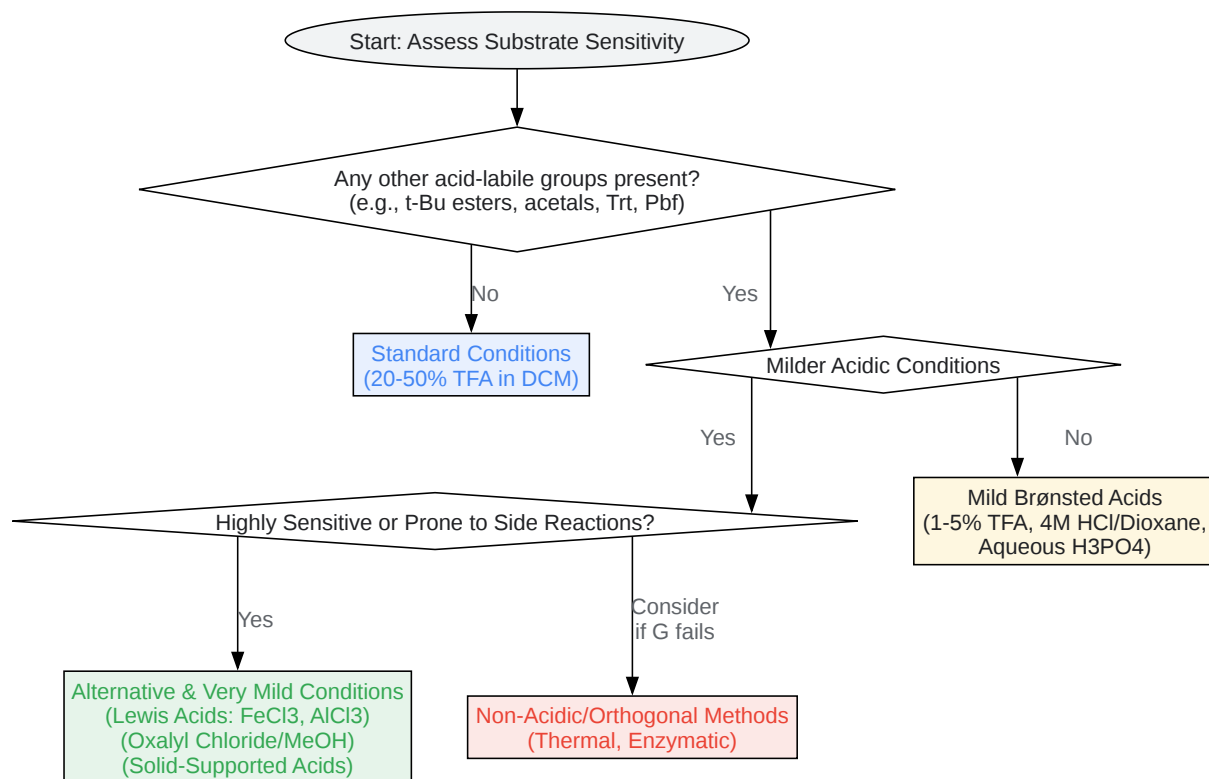 Start: Assess Substrate Sensitivity
Any other acid-labile groups present?
(e.g., t-Bu esters, acetals, Trt, Pbf)
No
Yes
Standard Conditions
(20-50% TFA in DCM)
Milder Acidic Conditions
Yes
No
Mild Brønsted Acids
(1-5% TFA, 4M HCl/Dioxane,
Aqueous H3PO4)
Highly Sensitive or Prone to Side Reactions?
Yes
Consider
if G fails
Alternative & Very Mild Conditions
(Lewis Acids: FeCl3, AlCl3)
(Oxalyl Chloride/MeOH)
(Solid-Supported Acids)
Non-Acidic/Orthogonal Methods
(Thermal, Enzymatic)